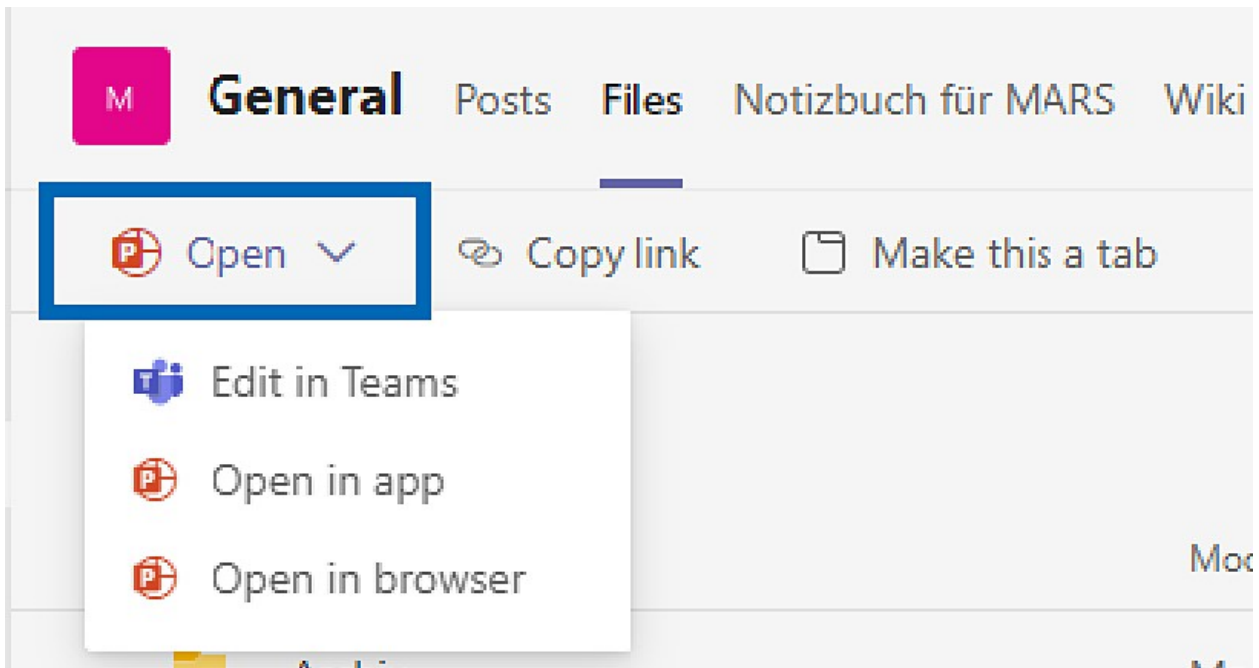 M General Posts Files Notizbuch für MARS Wiki
Open Copy link Make this a tab
Edit in Teams
Open in app
Open in browser